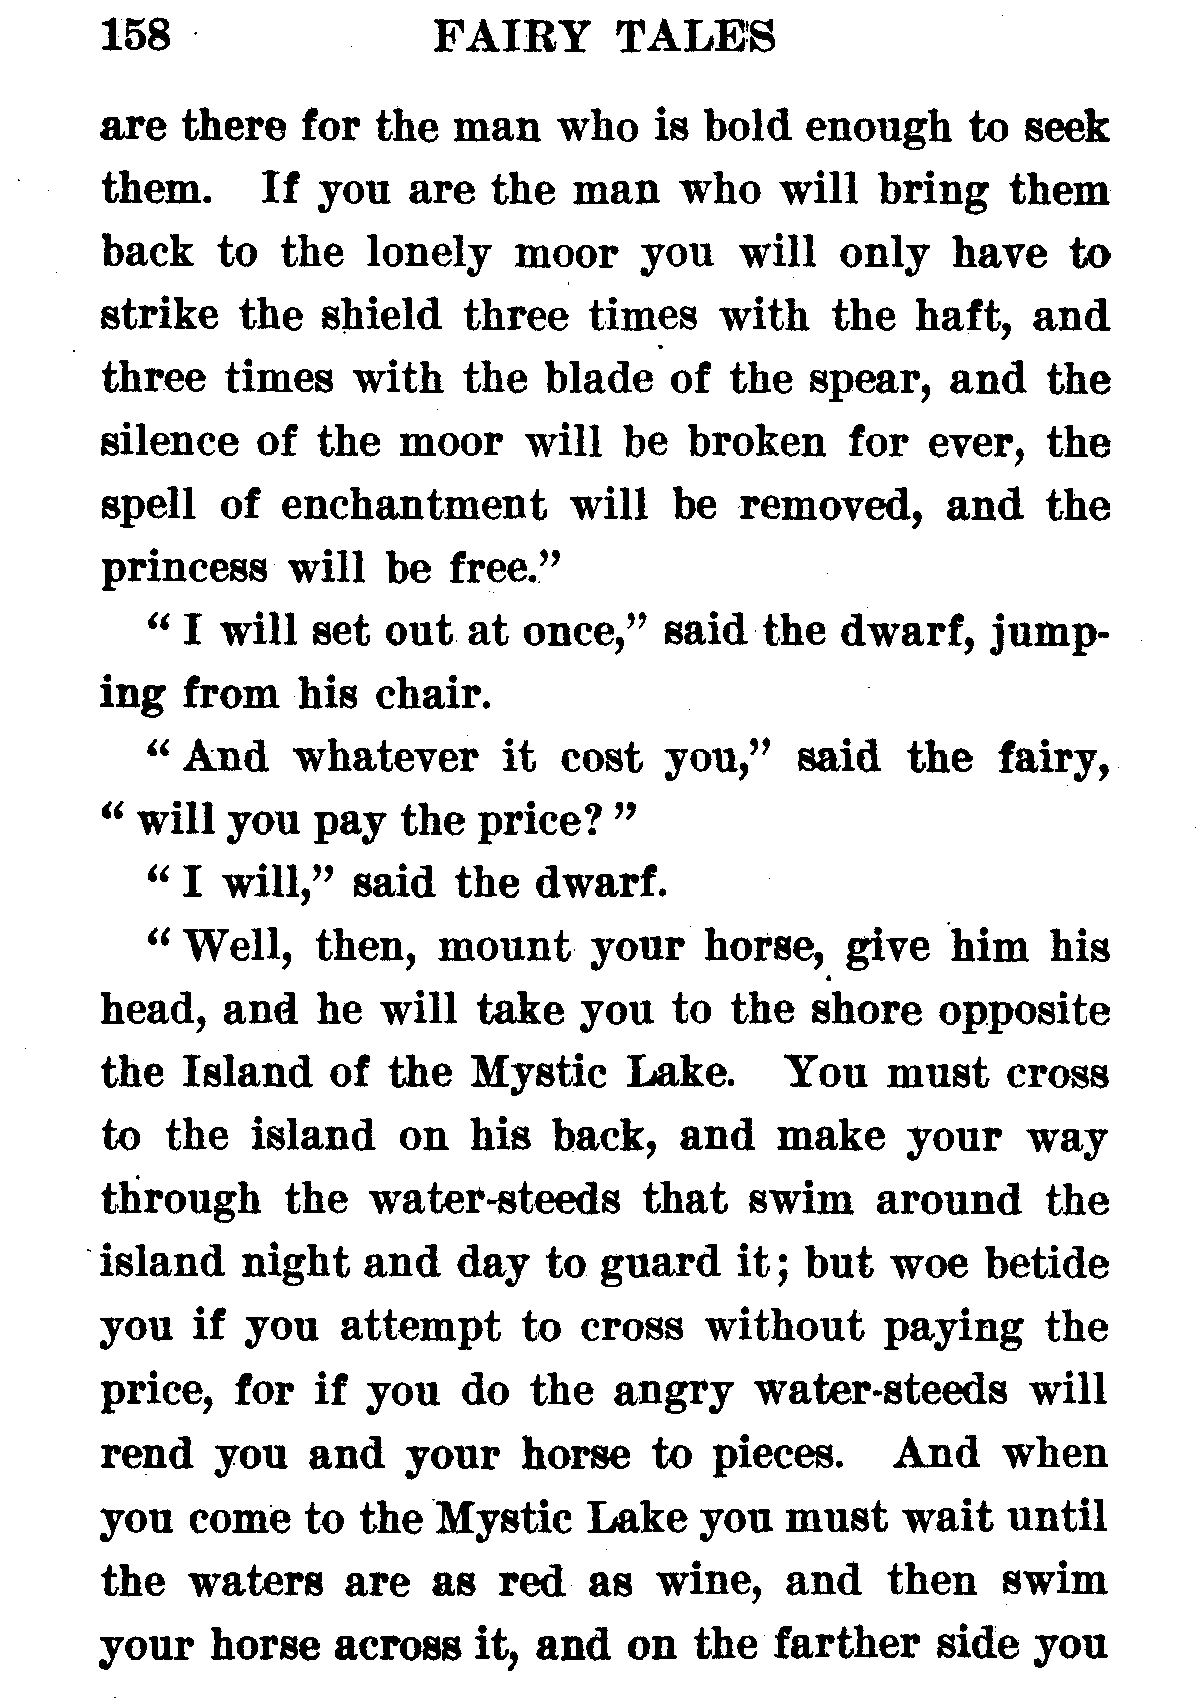 158 FAIRY TALES
are there for the man who is bold enough to seek
them. If you are the man who will bring them
back to the lonely moor you will only have to
strike the shield three times with the haft, and
three times with the blade of the spear, and the
silence of the moor will be broken for ever, the
spell of enchantment will be removed, and the
princess will be free.”
“ I will set out at once,” said the dwarf, jump-
ing from his chair.
“ And whatever it cost you,” said the fairy,
“ will you pay the price? ”
“ I will,” said the dwarf.
“ Well, then, mount your horse, give him his
head, and he will take you to the shore opposite
the Island of the Mystic Lake. You must cross
to the island on his back, and make your way
through the water-steeds that swim around the
island night and day to guard it; but woe betide
you if you attempt to cross without paying the
price, for if you do the angry water-steeds will
rend you and your horse to pieces. And when
you come to the Mystic Lake you must wait until
the waters are as red as wine, and then swim
your horse across it, and on the farther side you